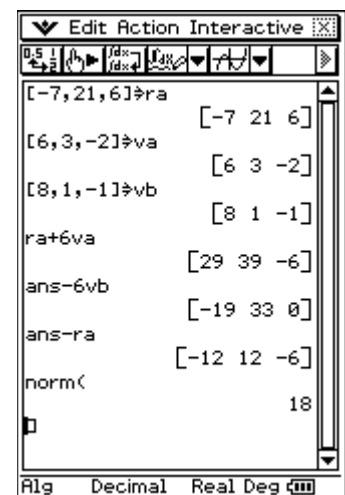 Edit Action Interactive
[-7,21,6]⇒ra
[-7 21 6]
[6,3,-2]⇒va
[6 3 -2]
[8,1,-1]⇒vb
[8 1 -1]
ra+6va
[29 39 -6]
ans-6vb
[-19 33 0]
ans-ra
[-12 12 -6]
norm(
18
Alg Decimal Real Deg